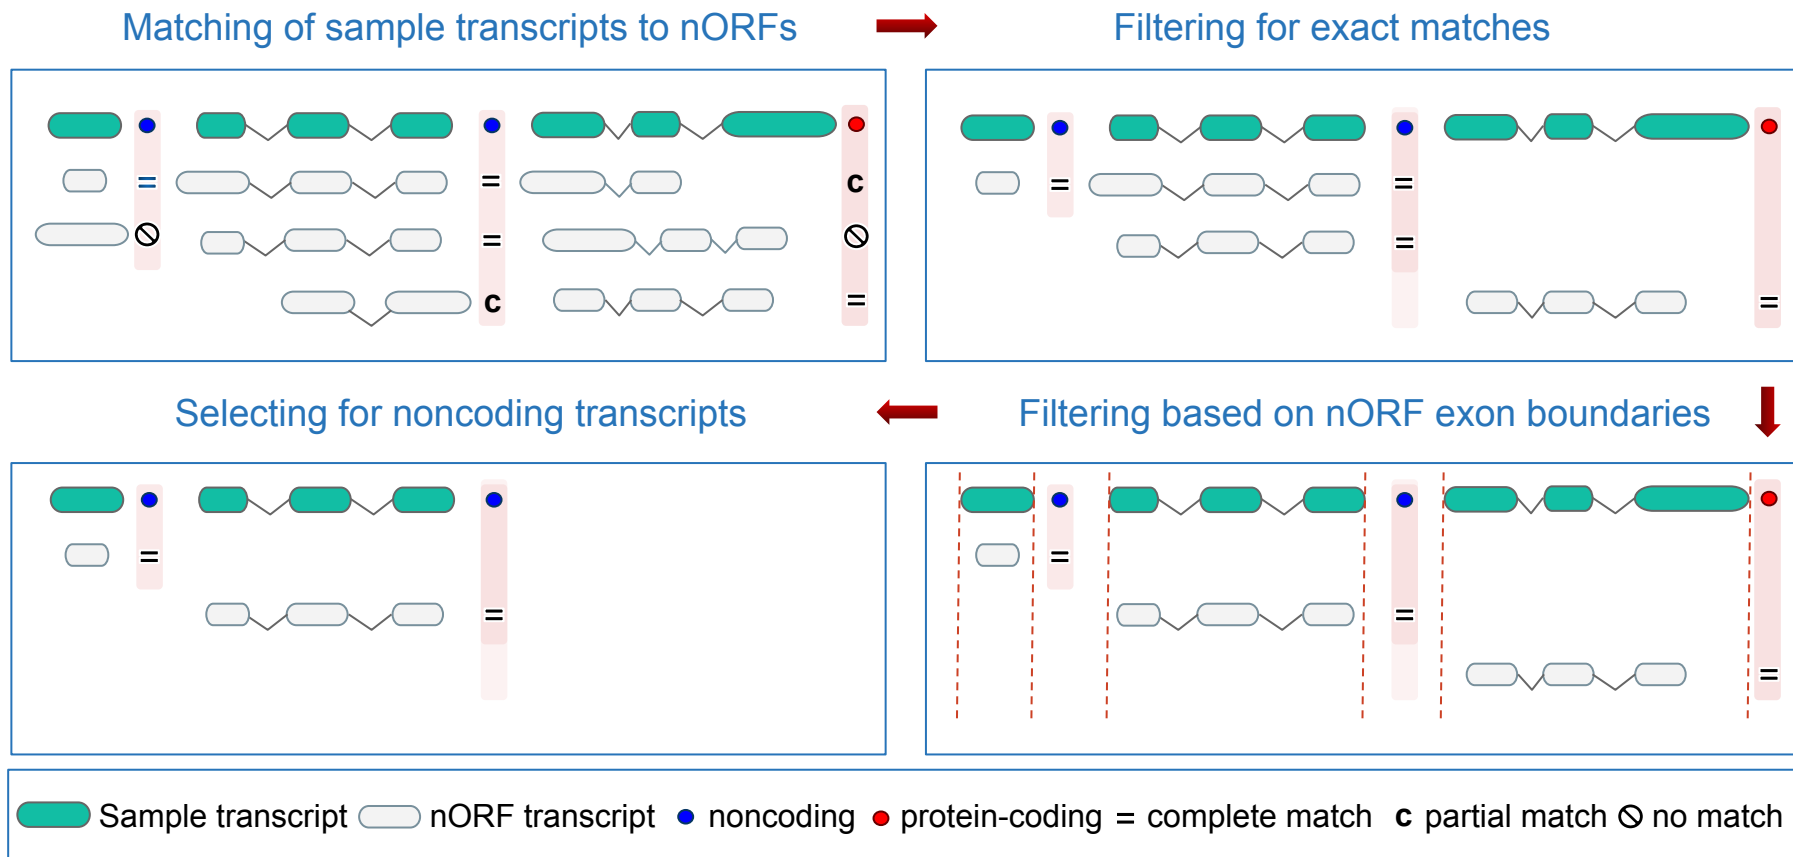 Matching of sample transcripts to nORFs
Filtering for exact matches
= = c
= 
c =
= = 
= 
=
Selecting for noncoding transcripts
Filtering based on nORF exon boundaries
= 
=
= 
= 
=
Sample transcript nORF transcript noncoding protein-coding = complete match c partial match no match